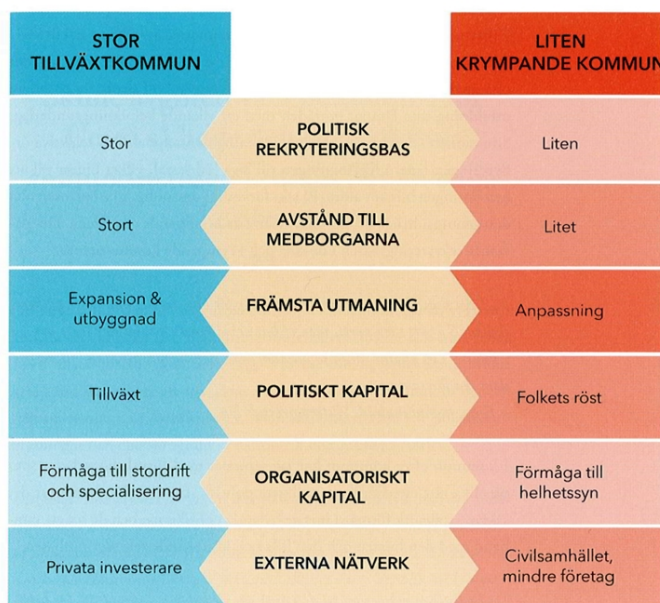 STOR
TILLVÄXTKOMMUN
LITEN
KRYMPANDE KOMMUN
Stor
POLITISK
REKRYTERINGSBAS
Liten
Stort
AVSTÅND TILL
MEDBORGARNA
Litet
Expansion &
utbyggnad
FRÄMSTA UTMANING
Anpassning
Tillväxt
POLITISKT KAPITAL
Folkets röst
Förmåga till stordrift
och specialisering
ORGANISATORISKT
KAPITAL
Förmåga till
helhetssyn
Privata investerare
EXTERNA NÄTVERK
Civilsamhället,
mindre företag